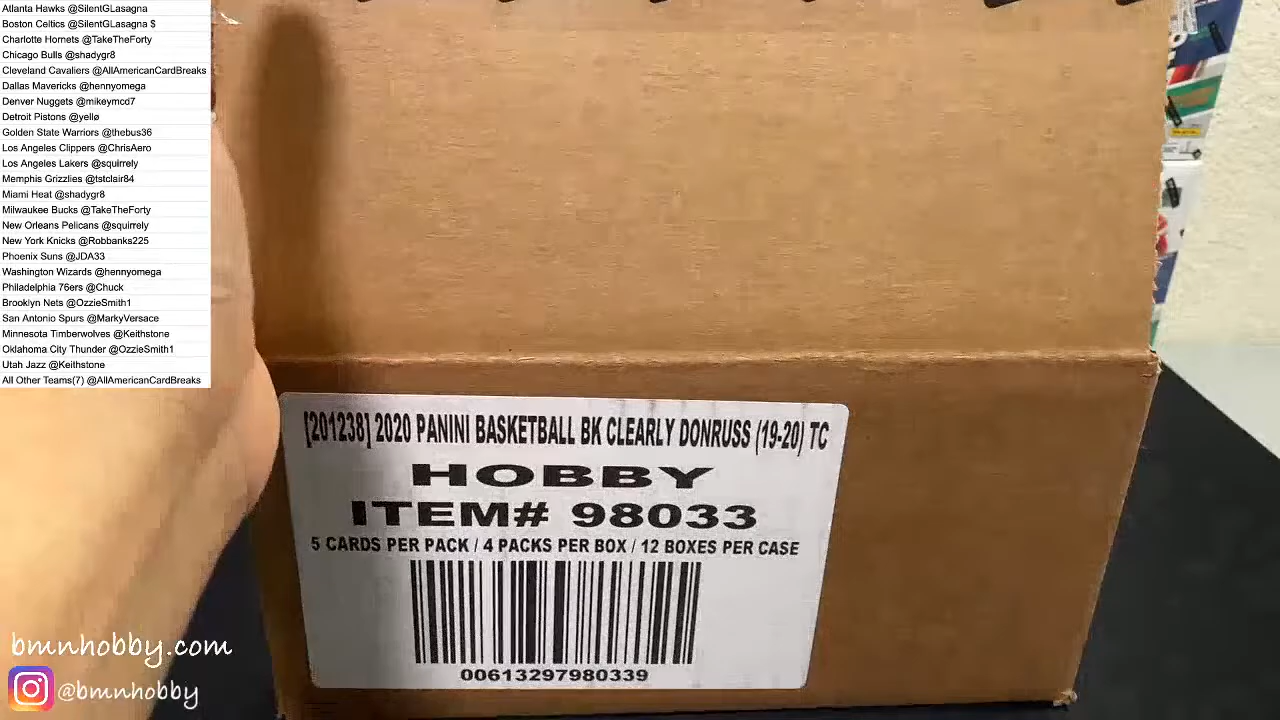 Atlanta Hawks @SilentGLasagna
Boston Celtics @SilentGLasagna $
Charlotte Hornets @TakeTheForty
Chicago Bulls @shadygr8
Cleveland Cavaliers @AllAmericanCardBreaks
Dallas Mavericks @hennyomega
Denver Nuggets @mikeymcd7
Detroit Pistons @yellø
Golden State Warriors @thebus36
Los Angeles Clippers @ChrisAero
Los Angeles Lakers @squirrely
Memphis Grizzlies @tstclair84
Miami Heat @shadygr8
Milwaukee Bucks @TakeTheForty
New Orleans Pelicans @squirrely
New York Knicks @Robbanks225
Phoenix Suns @JDA33
Washington Wizards @hennyomega
Philadelphia 76ers @Chuck
Brooklyn Nets @OzzieSmith1
San Antonio Spurs @MarkyVersace
Minnesota Timberwolves @Keithstone
Oklahoma City Thunder @OzzieSmith1
Utah Jazz @Keithstone
All Other Teams(7) @AllAmericanCardBreaks
[201238] 2020 PANINI BASKETBALL BK CLEARLY DONRUSS (19-20) TC
HOBBY
ITEM# 98033
5 CARDS PER PACK / 4 PACKS PER BOX / 12 BOXES PER CASE
00613297980339
bmnhobby.com
@bmnhobby